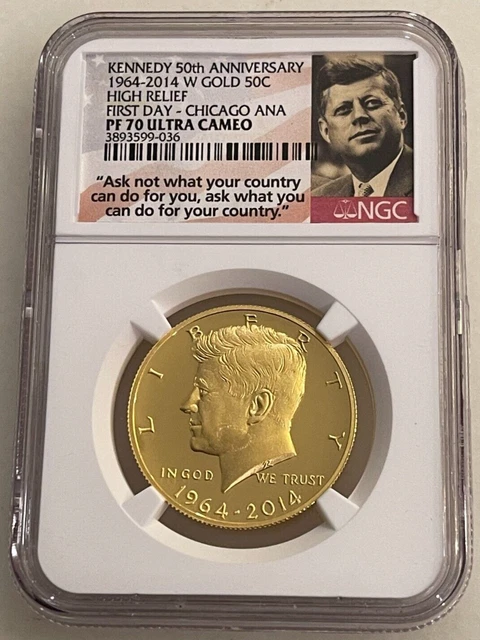 KENNEDY 50th ANNIVERSARY
1964-2014 W GOLD 50C
HIGH RELIEF
FIRST DAY - CHICAGO ANA
PF 70 ULTRA CAMEO
3893599-036
"Ask not what your country
can do for you, ask what you
can do for your country."
NGC
LIBERTY
IN GOD WE TRUST
1964-2014